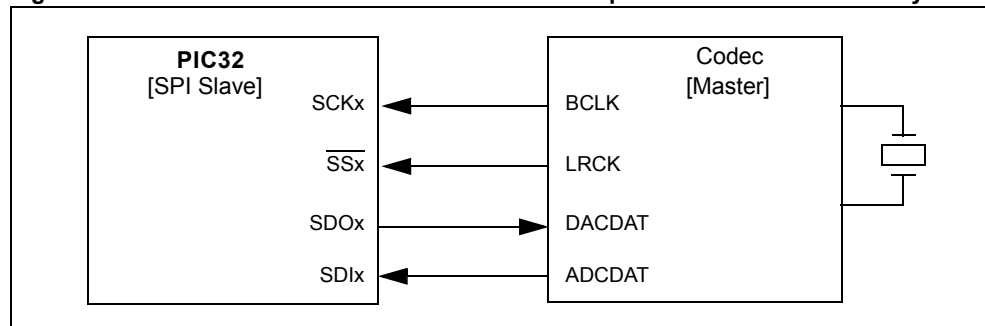 PIC32
[SPI Slave]
Codec
[Master]
SCKx
BCLK
SSx
LRCK
SDOx
DACDAT
SDIx
ADCDAT